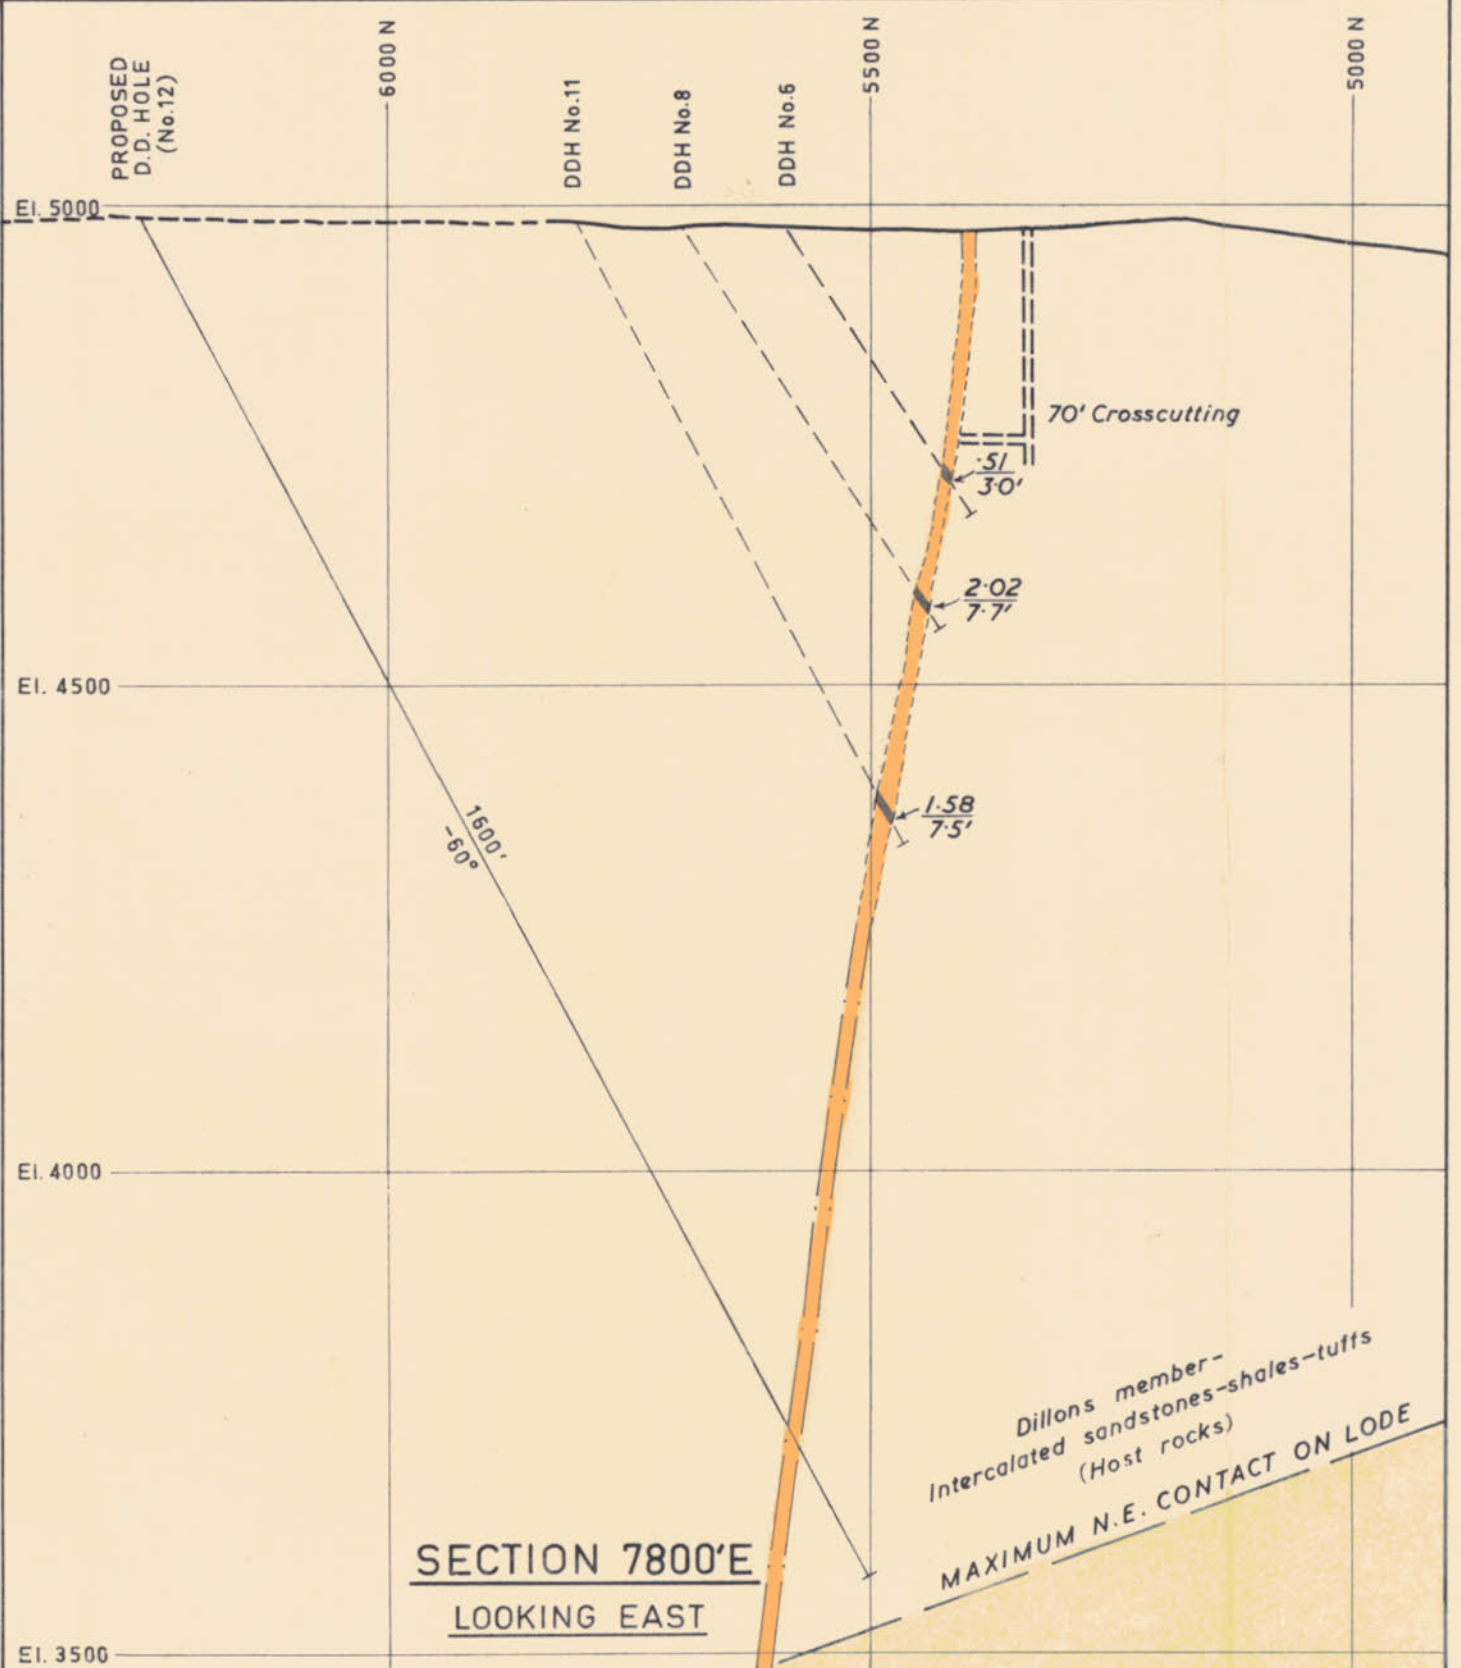 PROPOSED
D.D. HOLE
(No.12)
6000 N
DDH No.11
DDH No.8
DDH No.6
5500 N
5000 N
El. 5000
70' Crosscutting
·51
3·0'
2·02
7·7'
El. 4500
1·58
7·5'
1600'
-60°
El. 4000
Dillons member-
Intercalated sandstones-shales-tuffs
(Host rocks)
MAXIMUM N.E. CONTACT ON LODE
SECTION 7800'E
LOOKING EAST
El. 3500